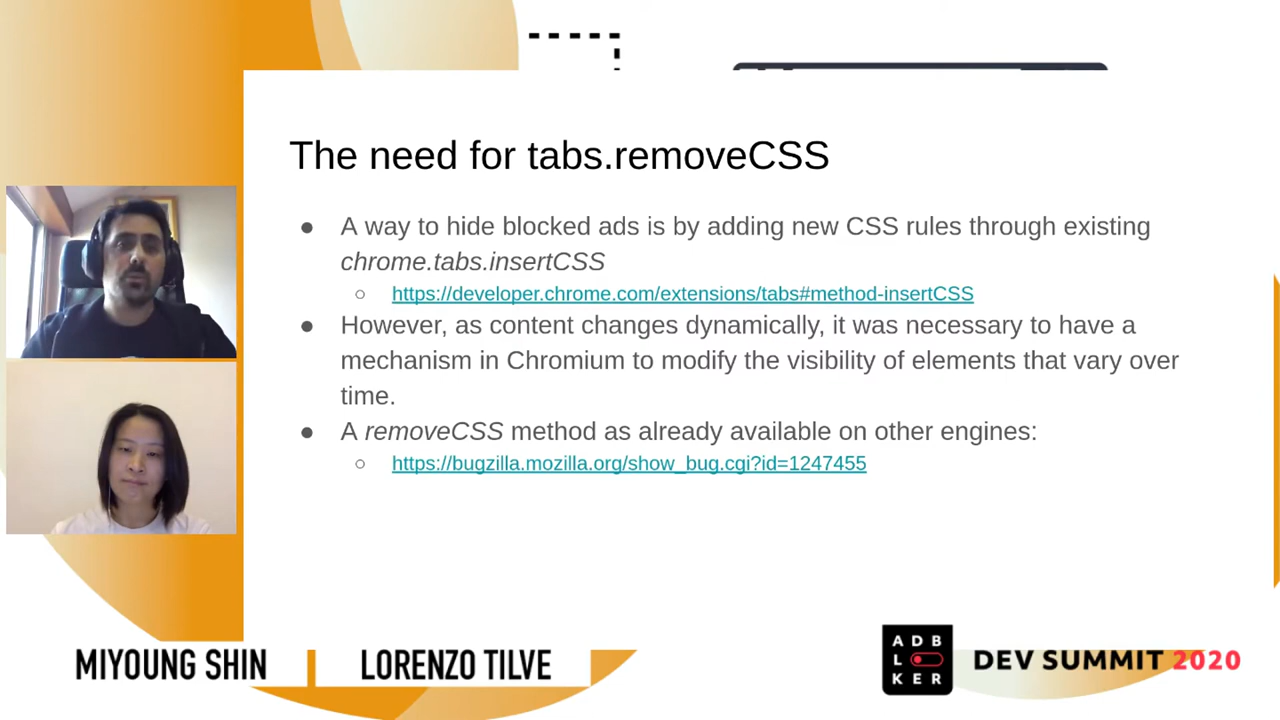 The need for tabs.removeCSS
● A way to hide blocked ads is by adding new CSS rules through existing
chrome.tabs.insertCSS
○ https://developer.chrome.com/extensions/tabs#method-insertCSS
● However, as content changes dynamically, it was necessary to have a
mechanism in Chromium to modify the visibility of elements that vary over
time.
● A removeCSS method as already available on other engines:
○ https://bugzilla.mozilla.org/show_bug.cgi?id=1247455
MIYOUNG SHIN
LORENZO TILVE
ADB
L
KER
DEV SUMMIT 2020